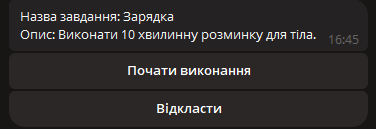 Назва завдання: Зарядка
Опис: Виконати 10 хвилинну розминку для тіла.
16:45
Почати виконання
Відкласти